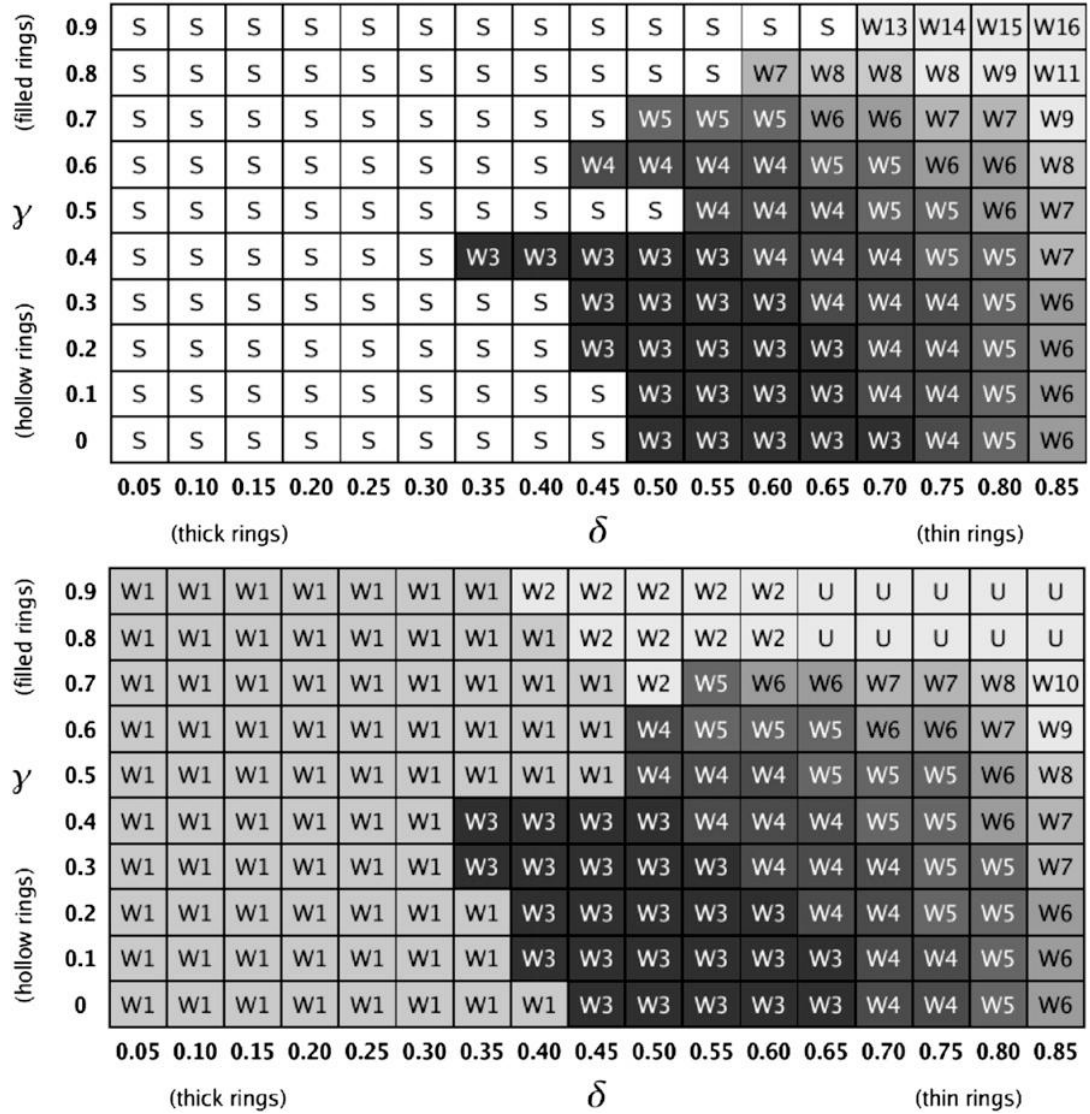 (filled rings)
γ
(hollow rings)
0.9 S S S S S S S S S S S S S W13 W14 W15 W16
0.8 S S S S S S S S S S S W7 W8 W8 W8 W9 W11
0.7 S S S S S S S S S W5 W5 W5 W6 W6 W7 W7 W9
0.6 S S S S S S S S W4 W4 W4 W4 W5 W5 W6 W6 W8
0.5 S S S S S S S S S S W4 W4 W4 W5 W5 W6 W7
0.4 S S S S S S W3 W3 W3 W3 W3 W4 W4 W4 W5 W5 W7
0.3 S S S S S S S S W3 W3 W3 W3 W4 W4 W4 W5 W6
0.2 S S S S S S S S W3 W3 W3 W3 W3 W4 W4 W5 W6
0.1 S S S S S S S S S W3 W3 W3 W3 W4 W4 W5 W6
0 S S S S S S S S S W3 W3 W3 W3 W3 W4 W5 W6
0.05 0.10 0.15 0.20 0.25 0.30 0.35 0.40 0.45 0.50 0.55 0.60 0.65 0.70 0.75 0.80 0.85
(thick rings) δ (thin rings)
(filled rings)
γ
(hollow rings)
0.9 W1 W1 W1 W1 W1 W1 W1 W2 W2 W2 W2 W2 U U U U U
0.8 W1 W1 W1 W1 W1 W1 W1 W1 W2 W2 W2 W2 U U U U U
0.7 W1 W1 W1 W1 W1 W1 W1 W1 W1 W2 W5 W6 W6 W7 W7 W8 W10
0.6 W1 W1 W1 W1 W1 W1 W1 W1 W1 W4 W5 W5 W5 W6 W6 W7 W9
0.5 W1 W1 W1 W1 W1 W1 W1 W1 W1 W4 W4 W4 W5 W5 W5 W6 W8
0.4 W1 W1 W1 W1 W1 W1 W3 W3 W3 W3 W4 W4 W4 W5 W5 W6 W7
0.3 W1 W1 W1 W1 W1 W1 W3 W3 W3 W3 W3 W4 W4 W4 W5 W5 W7
0.2 W1 W1 W1 W1 W1 W1 W1 W3 W3 W3 W3 W3 W4 W4 W5 W5 W6
0.1 W1 W1 W1 W1 W1 W1 W1 W3 W3 W3 W3 W3 W3 W4 W4 W5 W6
0 W1 W1 W1 W1 W1 W1 W1 W1 W3 W3 W3 W3 W3 W4 W4 W5 W6
0.05 0.10 0.15 0.20 0.25 0.30 0.35 0.40 0.45 0.50 0.55 0.60 0.65 0.70 0.75 0.80 0.85
(thick rings) δ (thin rings)